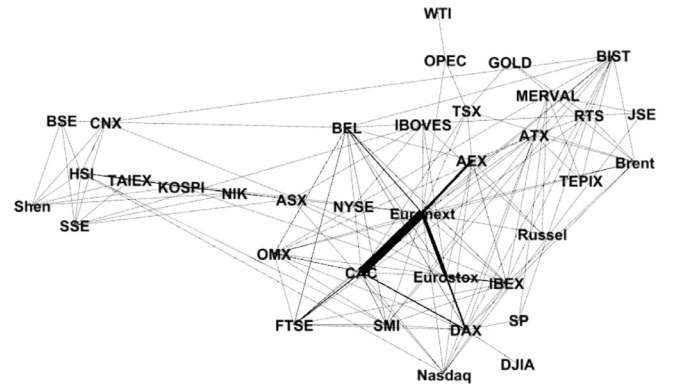 WTI
OPEC
GOLD
BIST
MERVAL
TSX
RTS
JSE
BSE
CNX
BEL
IBOVES
ATX
AEX
Brent
HSI
TAIEX
KOSPI
NIK
ASX
TEPIX
Shen
SSE
NYSE
Euronext
Russel
OMX
CAC
Eurostox
IBEX
FTSE
SMI
DAX
SP
DJIA
Nasdaq